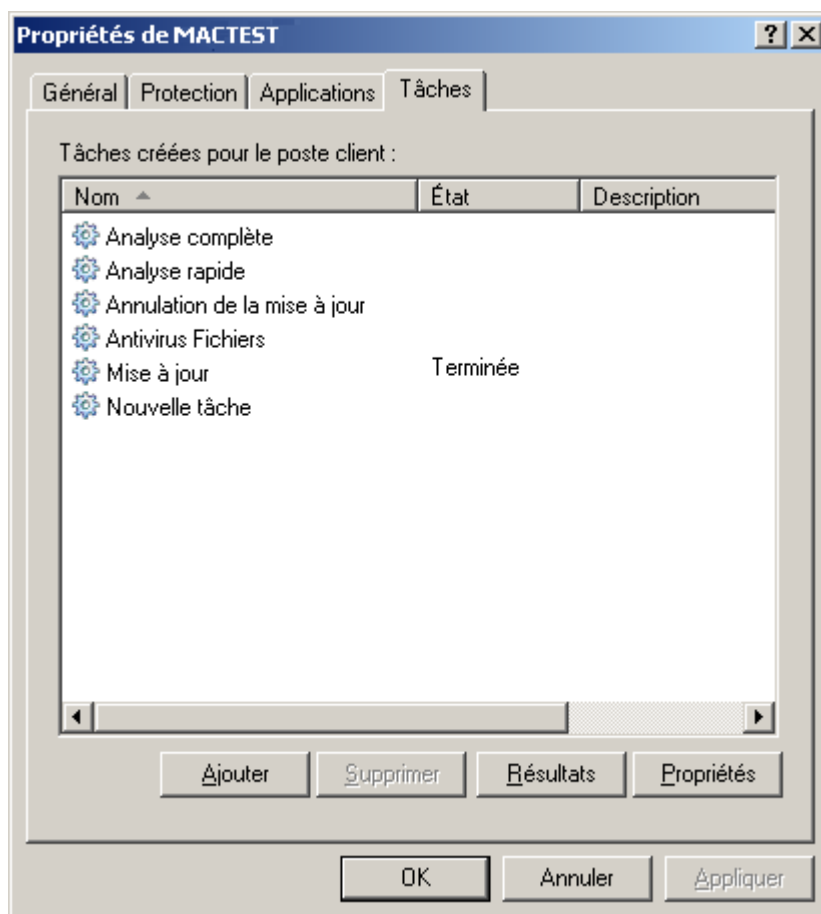 Propriétés de MACTEST
Général Protection Applications Tâches
Tâches créées pour le poste client :
Nom État Description
Analyse complète
Analyse rapide
Annulation de la mise à jour
Antivirus Fichiers
Mise à jour Terminée
Nouvelle tâche
Ajouter Supprimer Résultats Propriétés
OK Annuler Appliquer